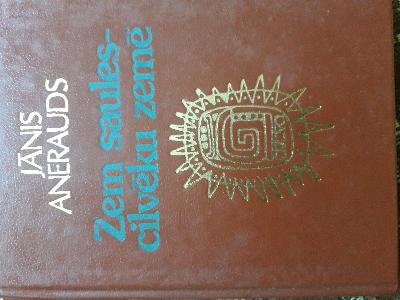 JĀNIS
ANERAUDS
Zem saules-
cilvēku zemē